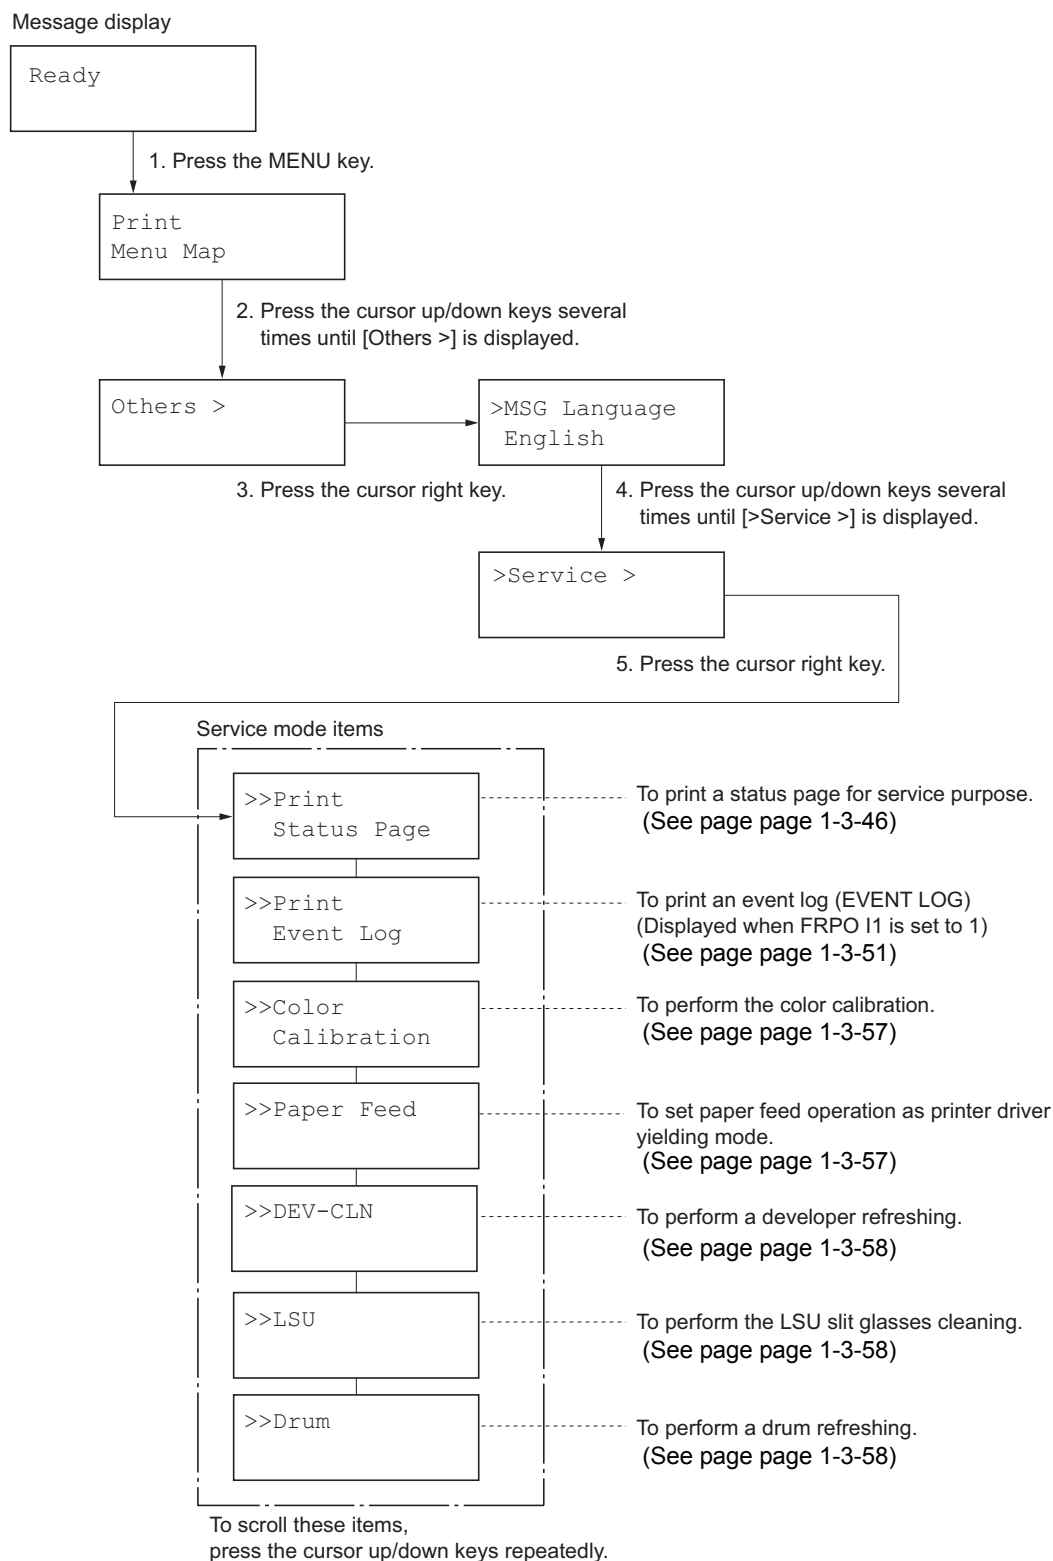 Message display
Ready
1. Press the MENU key.
Print
Menu Map
2. Press the cursor up/down keys several
times until [Others >] is displayed.
Others >
>MSG Language
English
3. Press the cursor right key.
4. Press the cursor up/down keys several
times until [>Service >] is displayed.
>Service >
5. Press the cursor right key.
Service mode items
>>Print
Status Page
To print a status page for service purpose.
(See page page 1-3-46)
>>Print
Event Log
To print an event log (EVENT LOG)
(Displayed when FRPO I1 is set to 1)
(See page page 1-3-51)
>>Color
Calibration
To perform the color calibration.
(See page page 1-3-57)
>>Paper Feed
To set paper feed operation as printer driver
yielding mode.
(See page page 1-3-57)
>>DEV-CLN
To perform a developer refreshing.
(See page page 1-3-58)
>>LSU
To perform the LSU slit glasses cleaning.
(See page page 1-3-58)
>>Drum
To perform a drum refreshing.
(See page page 1-3-58)
To scroll these items,
press the cursor up/down keys repeatedly.